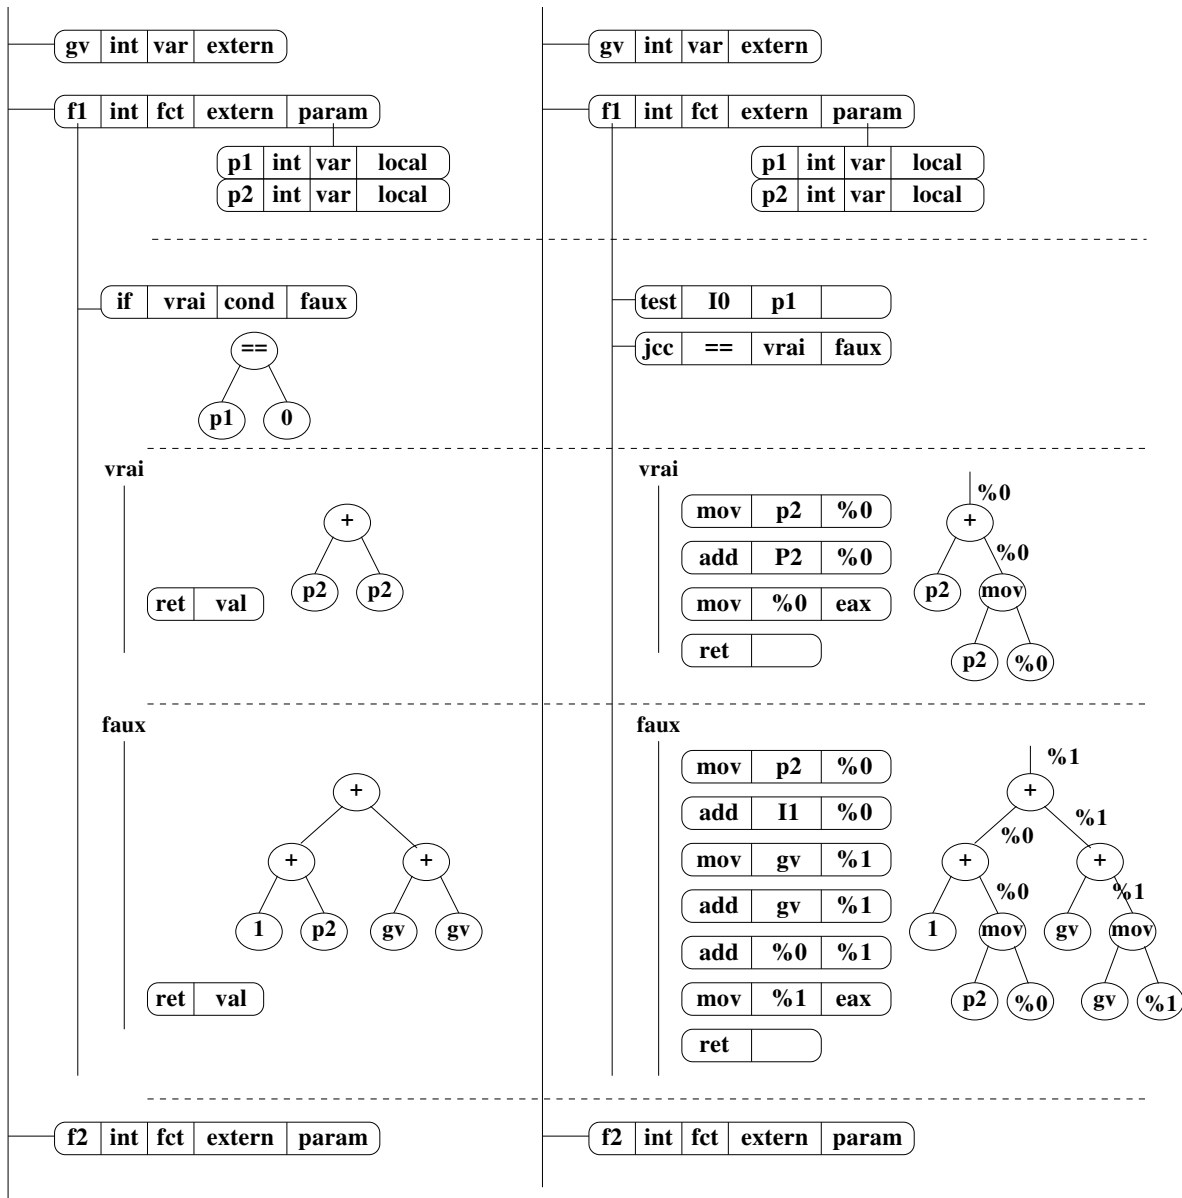 gv int var extern
gv int var extern
f1 int fct extern param
f1 int fct extern param
p1 int var local
p1 int var local
p2 int var local
p2 int var local
if vrai cond faux
test I0 p1
==
jcc == vrai faux
p1 0
vrai
vrai
%0
mov p2 %0
+
+
add P2 %0
%0
p2 p2
p2 mov
ret val
mov %0 eax
ret
p2 %0
faux
faux
mov p2 %0
%1
+
+
add I1 %0
%0 %1
+ +
mov gv %1
+ +
add gv %1
%0 %1
1 p2 gv gv
1 mov gv mov
add %0 %1
ret val
mov %1 eax
p2 %0 gv %1
ret
f2 int fct extern param
f2 int fct extern param